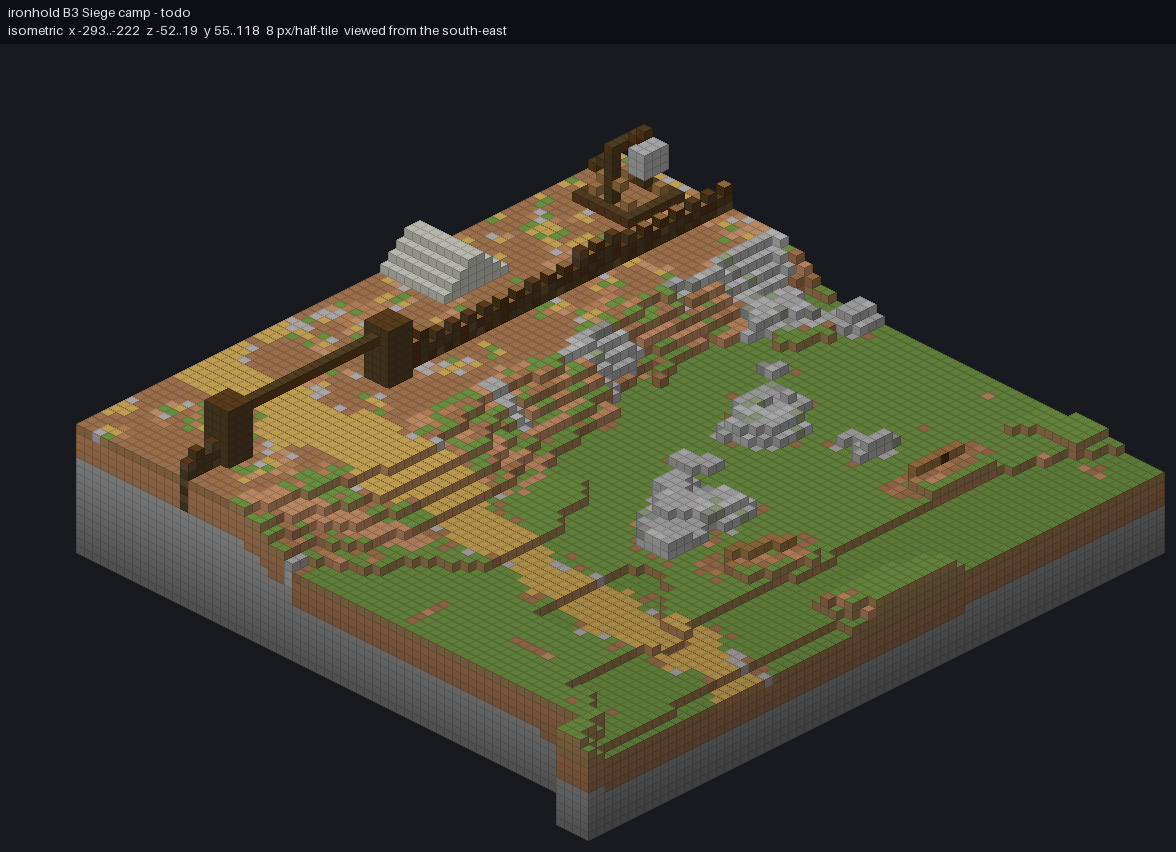 ironhold B3 Siege camp - todo
isometric x -293..-222 z -52..19 y 55..118 8 px/half-tile viewed from the south-east